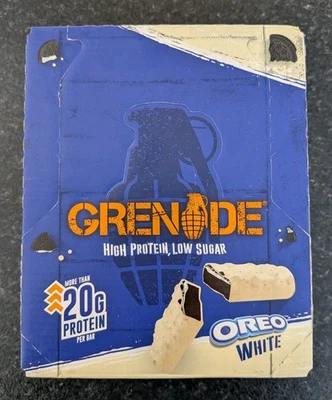 GRENADE
HIGH PROTEIN, LOW SUGAR
MORE THAN
20G
PROTEIN
PER BAR
OREO
WHITE